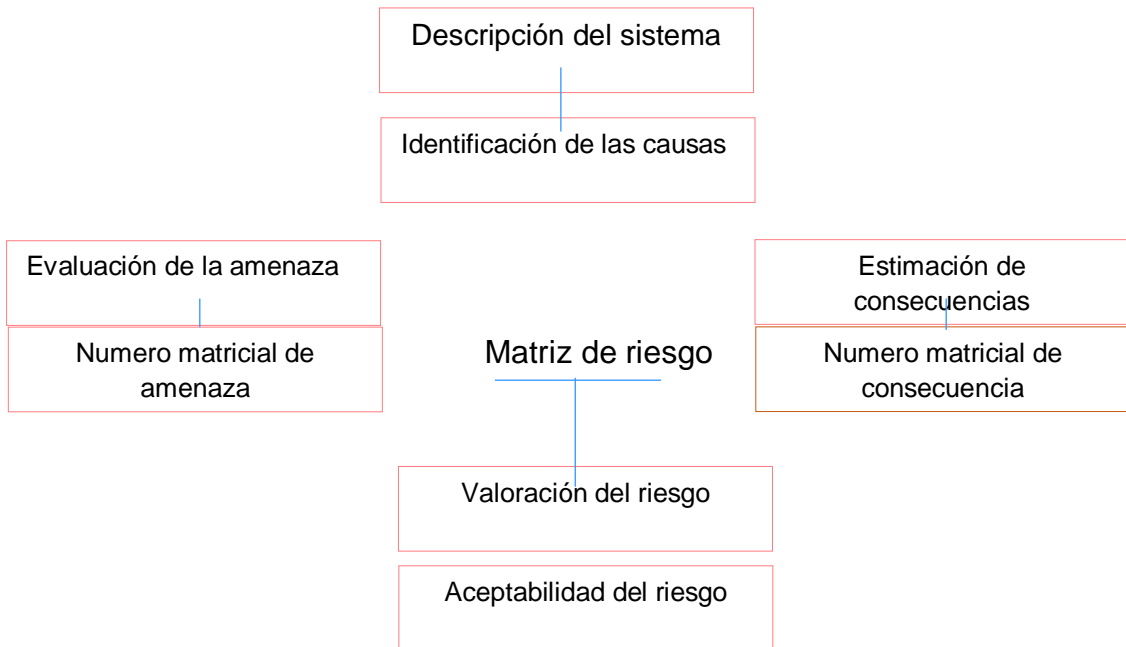 Descripción del sistema
Identificación de las causas
Evaluación de la amenaza
Numero matricial de
amenaza
Matriz de riesgo
Estimación de
consecuencias
Numero matricial de
consecuencia
Valoración del riesgo
Aceptabilidad del riesgo